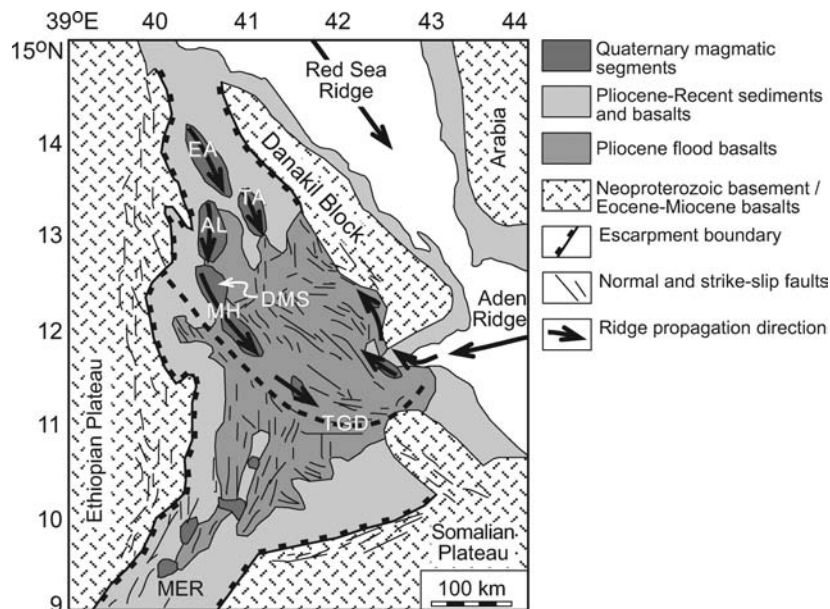 39°E 40 41 42 43 44
15°N
14
13
12
11
10
9
Red Sea
Ridge
Arabia
Danakil Block
EA
TA
AL
DMS
MH
Aden
Ridge
TGD
Ethiopian Plateau
Somalian
Plateau
MER
100 km
Quaternary magmatic
segments
Pliocene-Recent sediments
and basalts
Pliocene flood basalts
Neoproterozoic basement /
Eocene-Miocene basalts
Escarpment boundary
Normal and strike-slip faults
Ridge propagation direction